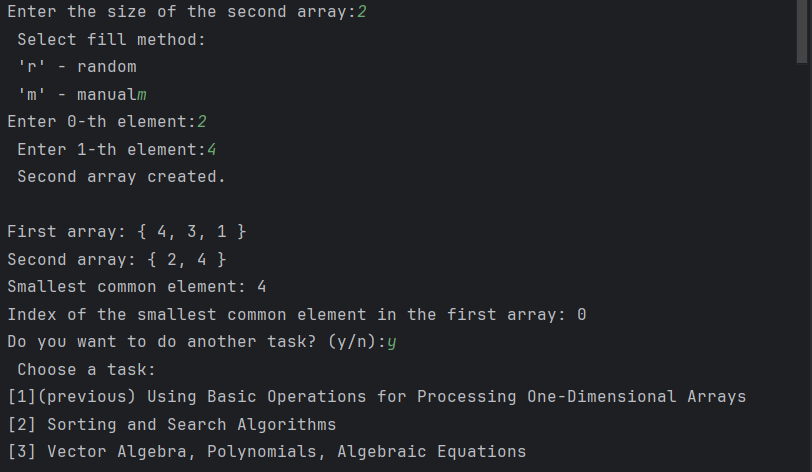 Enter the size of the second array:2
Select fill method:
'r' - random
'm' - manualm
Enter 0-th element:2
Enter 1-th element:4
Second array created.
First array: { 4, 3, 1 }
Second array: { 2, 4 }
Smallest common element: 4
Index of the smallest common element in the first array: 0
Do you want to do another task? (y/n):y
Choose a task:
[1](previous) Using Basic Operations for Processing One-Dimensional Arrays
[2] Sorting and Search Algorithms
[3] Vector Algebra, Polynomials, Algebraic Equations